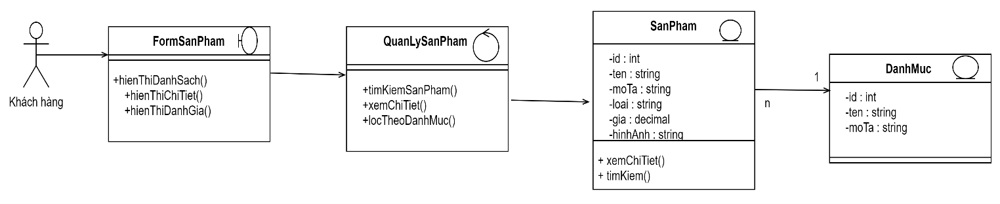 Khách hàng
FormSanPham
+hienThiDanhSach()
+hienThiChiTiet()
+hienThiDanhGia()
QuanLySanPham
+timKiemSanPham()
+xemChiTiet()
+locTheoDanhMuc()
SanPham
-id : int
-ten : string
-moTa : string
-loai : string
-gia : decimal
-hinhAnh : string
+ xemChiTiet()
+ timKiem()
n
1
DanhMuc
-id : int
-ten : string
-moTa : string